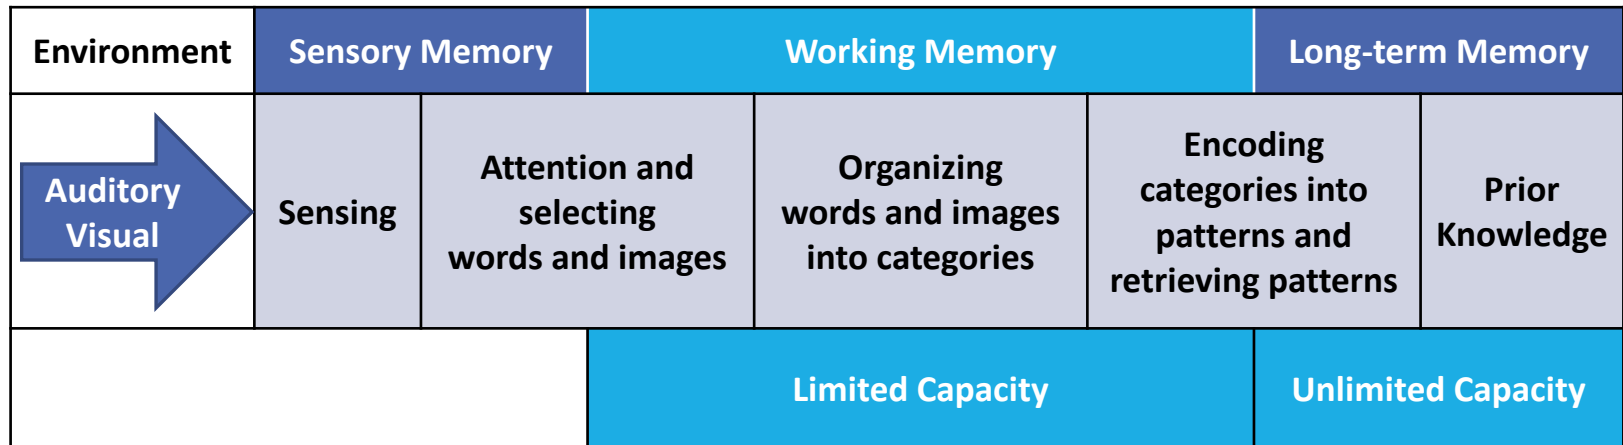 Environment
Sensory Memory
Working Memory
Long-term Memory
Auditory
Visual
Sensing
Attention and
selecting
words and images
Organizing
words and images
into categories
Encoding
categories into
patterns and
retrieving patterns
Prior
Knowledge
Limited Capacity
Unlimited Capacity